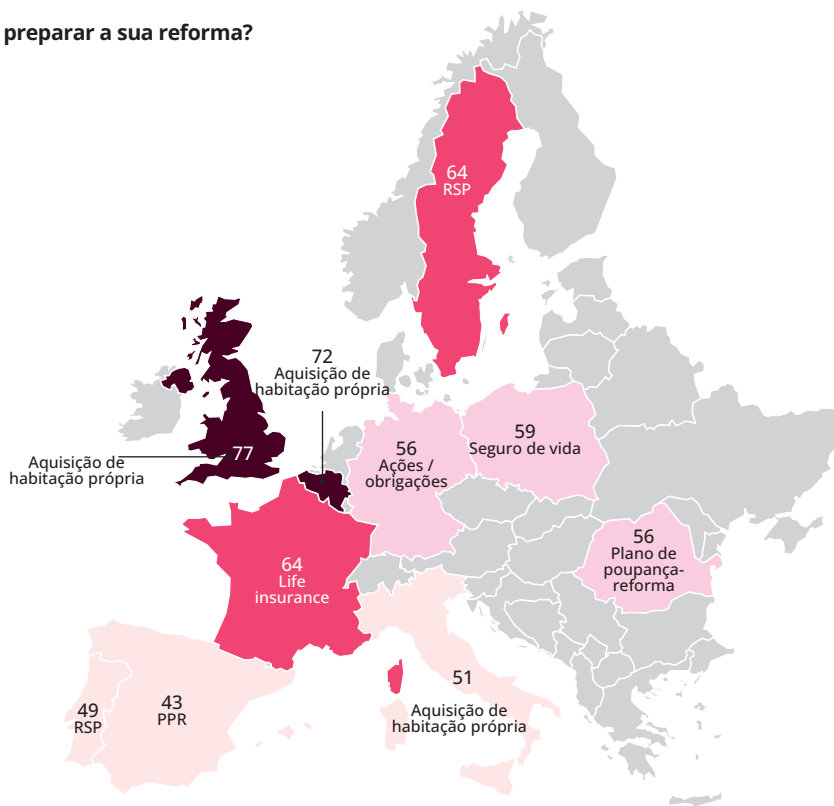 preparar a sua reforma?
64
RSP
72
Aquisição de
habitação própria
77
Aquisição de
habitação própria
56
Ações /
obrigações
59
Seguro de vida
64
Life
insurance
56
Plano de
poupança-
reforma
49
RSP
43
PPR
51
Aquisição de
habitação própria